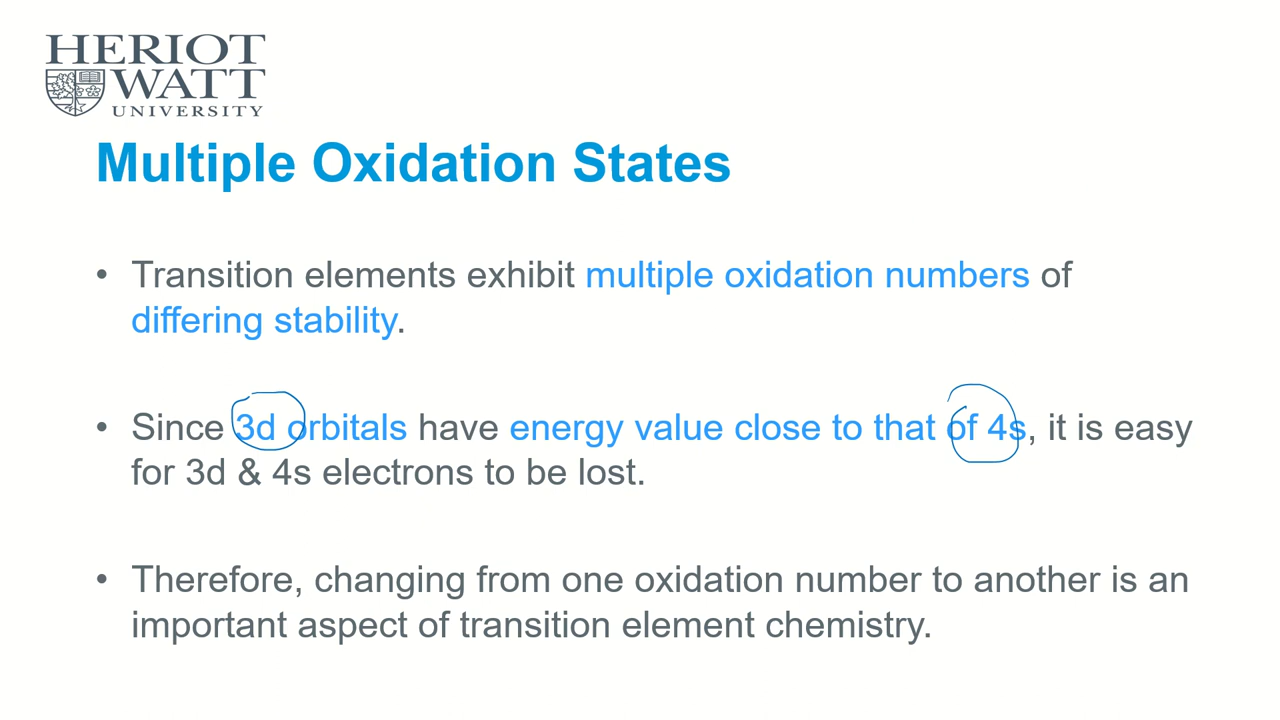 HERIOT
WATT
UNIVERSITY
Multiple Oxidation States
• Transition elements exhibit multiple oxidation numbers of
differing stability.
• Since 3d orbitals have energy value close to that of 4s, it is easy
for 3d & 4s electrons to be lost.
• Therefore, changing from one oxidation number to another is an
important aspect of transition element chemistry.